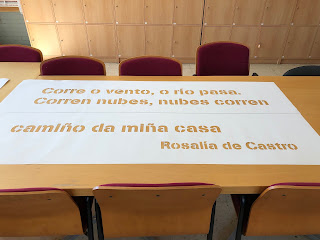 Corre o vento, o río pasa.
Corren nubes, nubes corren
camiño da miña casa
Rosalía de Castro